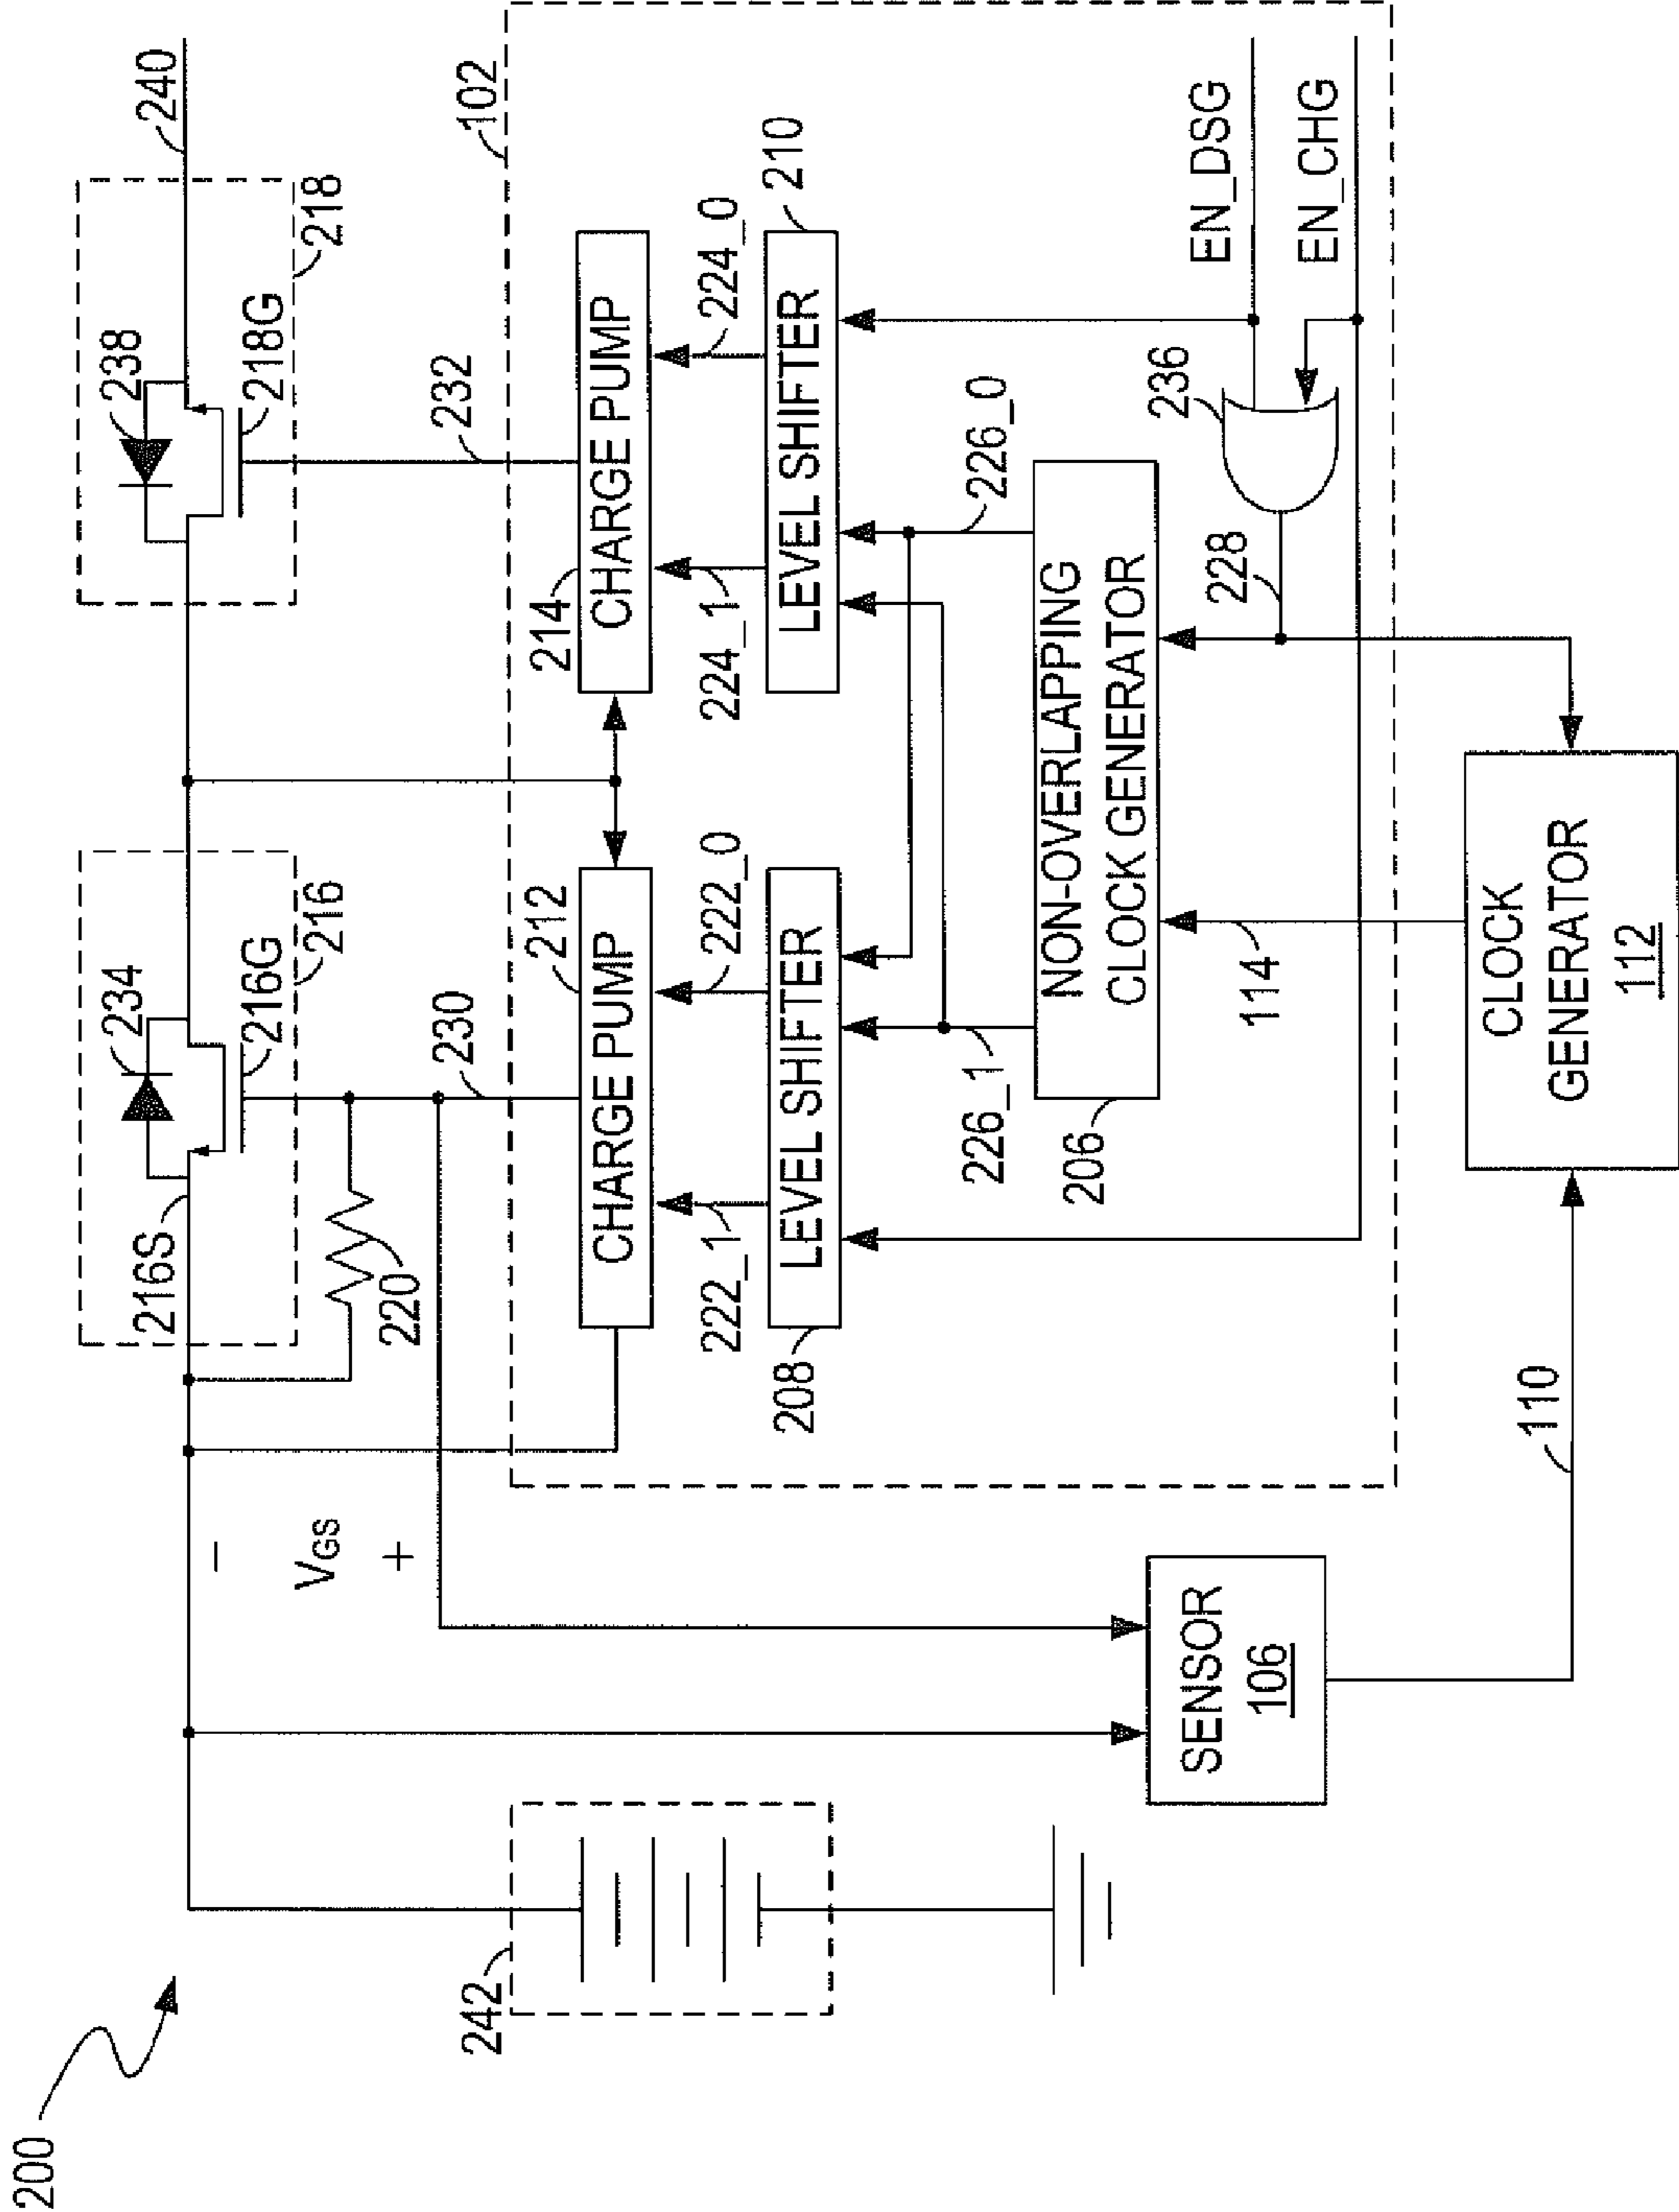 200
216S
234
216G
216
238
218G
218
240
220
230
232
102
VGS
−
+
242
212
CHARGE PUMP
214
CHARGE PUMP
222_1
222_0
224_1
224_0
208
LEVEL SHIFTER
210
LEVEL SHIFTER
226_1
226_0
206
NON-OVERLAPPING
CLOCK GENERATOR
228
236
EN_DSG
EN_CHG
114
SENSOR
106
110
CLOCK
GENERATOR
112